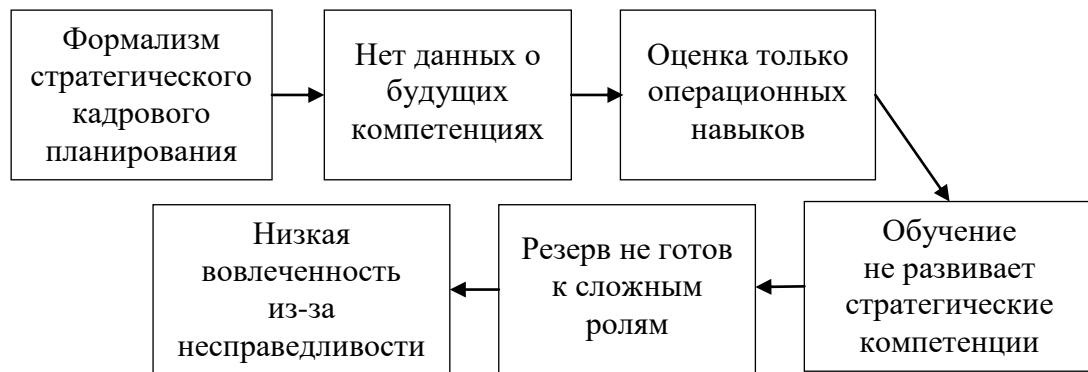 Формализм
стратегического
кадрового
планирования
Нет данных о
будущих
компетенциях
Оценка только
операционных
навыков
Обучение
не развивает
стратегические
компетенции
Резерв не готов
к сложным
ролям
Низкая
вовлеченность
из-за
несправедливости